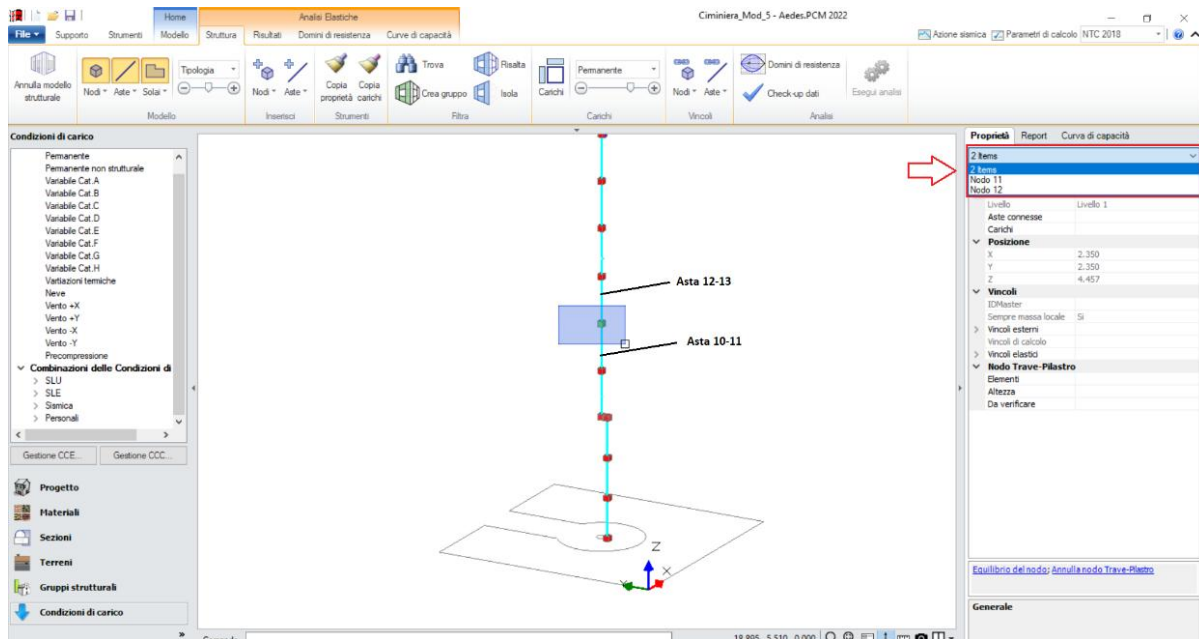 Ciminiera_Mod_5 - Aedes.PCM 2022
Home
Analisi Elastiche
File
Supporto
Strumenti
Modello
Struttura
Risultati
Domini di resistenza
Curve di capacità
Azione sismica
Parametri di calcolo
NTC 2018
Annulla modello strutturale
Nodi
Aste
Solai
Tipologia
Modello
Nodi
Aste
Inserisci
Copia proprietà
Copia carichi
Strumenti
Trova
Crea gruppo
Risalta
Isola
Filtra
Carichi
Permanente
Carichi
Nodi
Aste
Vincoli
Domini di resistenza
Check-up dati
Esegui analisi
Analisi
Condizioni di carico
Permanente
Permanente non strutturale
Variabile Cat.A
Variabile Cat.B
Variabile Cat.C
Variabile Cat.D
Variabile Cat.E
Variabile Cat.F
Variabile Cat.G
Variabile Cat.H
Variazioni termiche
Neve
Vento +X
Vento +Y
Vento -X
Vento -Y
Precompressione
Combinazioni delle Condizioni di
SLU
SLE
Sismica
Personali
Gestione CCE...
Gestione CCC...
Progetto
Materiali
Sezioni
Terreni
Gruppi strutturali
Condizioni di carico
Asta 12-13
Asta 10-11
Z
X
Y
Proprietà
Report
Curva di capacità
2 Items
2 Items
Nodo 11
Nodo 12
Livello Livello 1
Aste connesse
Carichi
Posizione
X 2.350
Y 2.350
Z 4.457
Vincoli
IDMaster
Sempre massa locale Si
Vincoli esterni
Vincoli di calcolo
Vincoli elastici
Nodo Trave-Pilastro
Elementi
Altezza
Da verificare
Equilibrio del nodo; Annulla nodo Trave-Pilastro
Generale
18.895, 5.510, 0.000